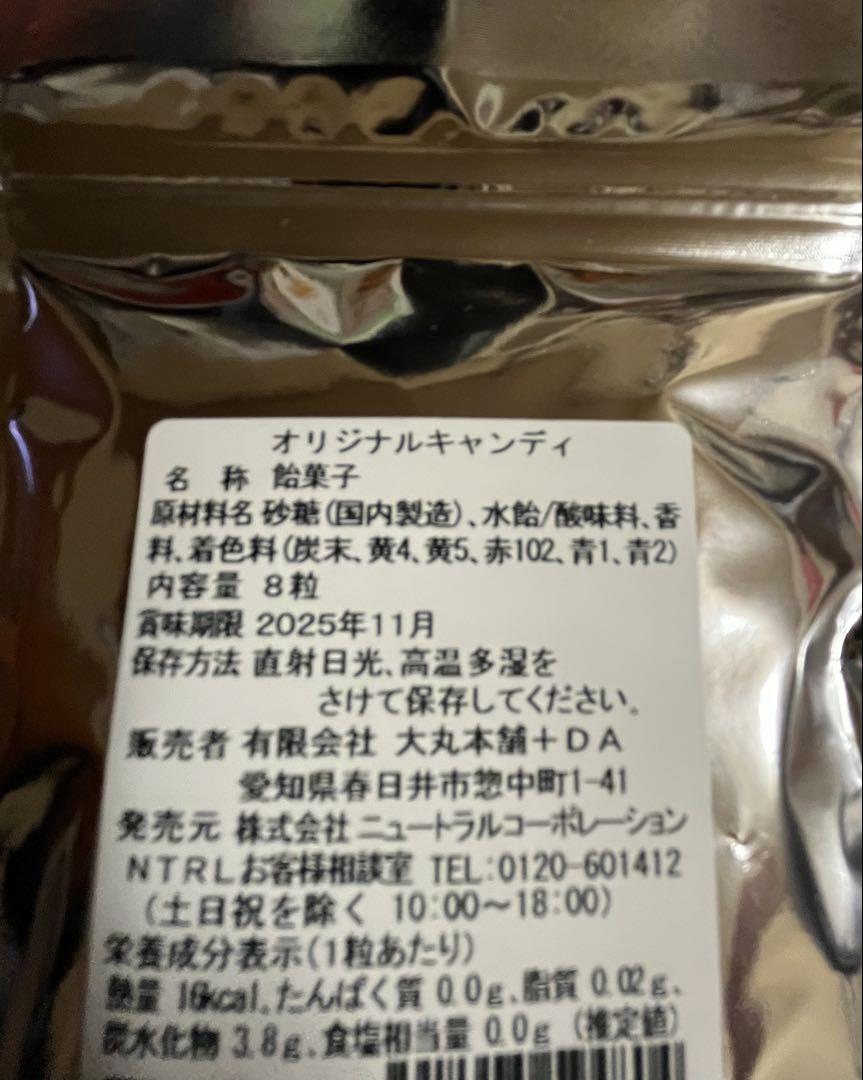 オリジナルキャンディ
名 称 飴菓子
原材料名 砂糖(国内製造)、水飴/酸味料、香
料、着色料(炭末、黄4、黄5、赤102、青1、青2)
内容量 8粒
賞味期限 2025年11月
保存方法 直射日光、高温多湿を
さけて保存してください。
販売者 有限会社 大丸本舗+DA
愛知県春日井市惣中町1-41
発売元 株式会社ニュートラルコーポレーション
NTRLお客様相談室 TEL:0120-601412
(土日祝を除く 10:00～18:00)
栄養成分表示(1粒あたり)
熱量 16kcal、たんぱく質 0.0g、脂質 0.02g、
炭水化物 3.8g、食塩相当量 0.0g (推定値)